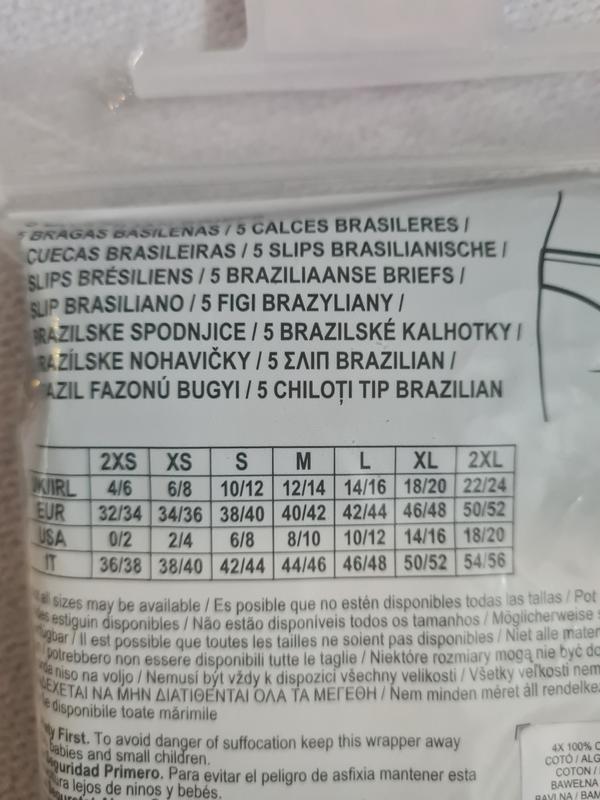 BRAGAS BASILEÑAS / 5 CALCES BRASILERES /
CUECAS BRASILEIRAS / 5 SLIPS BRASILIANISCHE /
SLIPS BRÉSILIENS / 5 BRAZILIAANSE BRIEFS /
SLIP BRASILIANO / 5 FIGI BRAZYLIANY /
RAZILSKE SPODNJICE / 5 BRAZILSKÉ KALHOTKY /
RAZÍLSKE NOHAVIČKY / 5 ΣΛΙΠ BRAZILIAN /
AZIL FAZONÚ BUGYI / 5 CHILOȚI TIP BRAZILIAN
2XS XS S M L XL 2XL
UK/IRL 4/6 6/8 10/12 12/14 14/16 18/20 22/24
EUR 32/34 34/36 38/40 40/42 42/44 46/48 50/52
USA 0/2 2/4 6/8 8/10 10/12 14/16 18/20
IT 36/38 38/40 42/44 44/46 46/48 50/52 54/56
all sizes may be available / Es posible que no estén disponibles todas las tallas / Pot
estiguin disponibles / Não estão disponíveis todos os tamanhos / Möglicherweise
/ Il est possible que toutes les tailles ne soient pas disponibles / Niet alle mater
potrebbero non essere disponibili tutte le taglie / Niektóre rozmiary mogą nie być do
niso na voljo / Nemusí být vždy k dispozici všechny velikosti / Všetky veľkosti nem
ΔΕΧΕΤΑΙ ΝΑ ΜΗΝ ΔΙΑΤΙΘΕΝΤΑΙ ΟΛΑ ΤΑ ΜΕΓΕΘΗ / Nem minden méret áll rendelke
disponibile toate mărimile
First. To avoid danger of suffocation keep this wrapper away
babies and small children.
Seguridad Primero. Para evitar el peligro de asfixia mantener esta
lejos de niños y bebés.
4X 100% C
COTÓ / ALG
COTON /
BAWEŁNA
BAVLNA / BAM